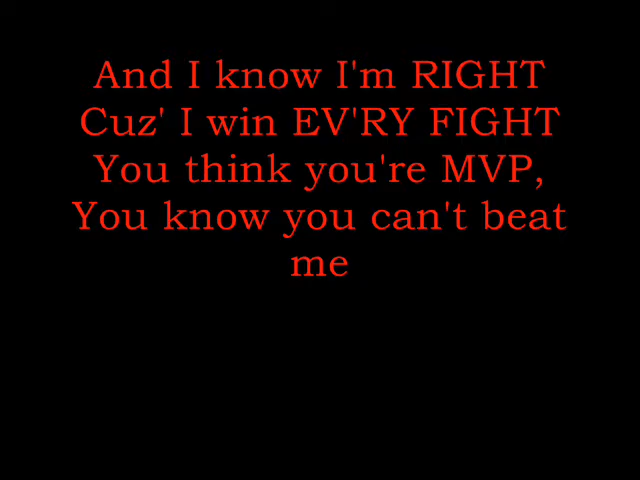 And I know I'm RIGHT
Cuz' I win EV'RY FIGHT
You think you're MVP,
You know you can't beat
me